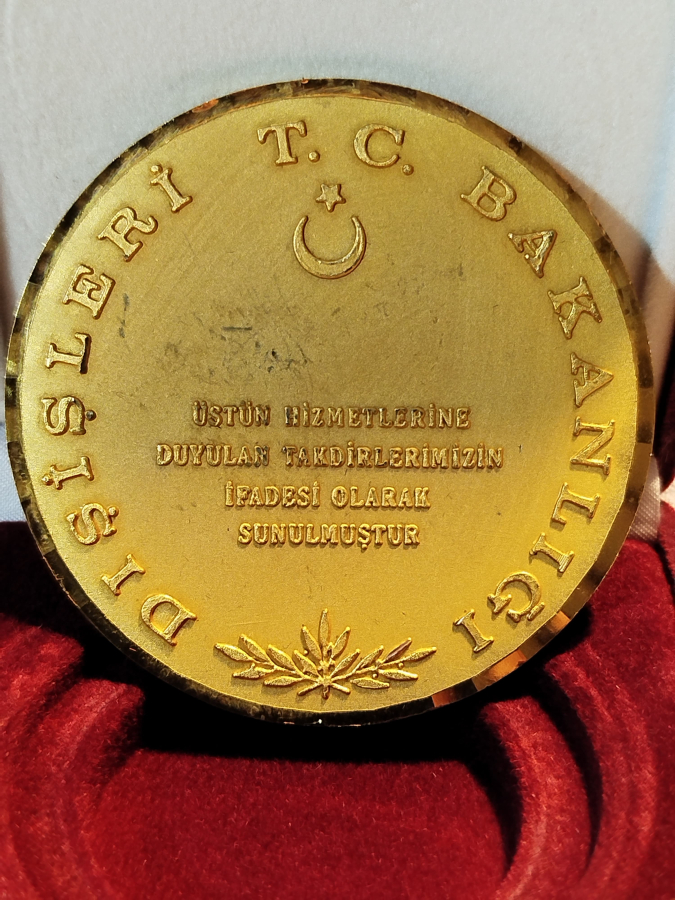 T. C.
DIŞİŞLERİ BAKANLIĞI
ÜSTÜN HİZMETLERİNE
DUYULAN TAKDİRLERİMİZİN
İFADESİ OLARAK
SUNULMUŞTUR